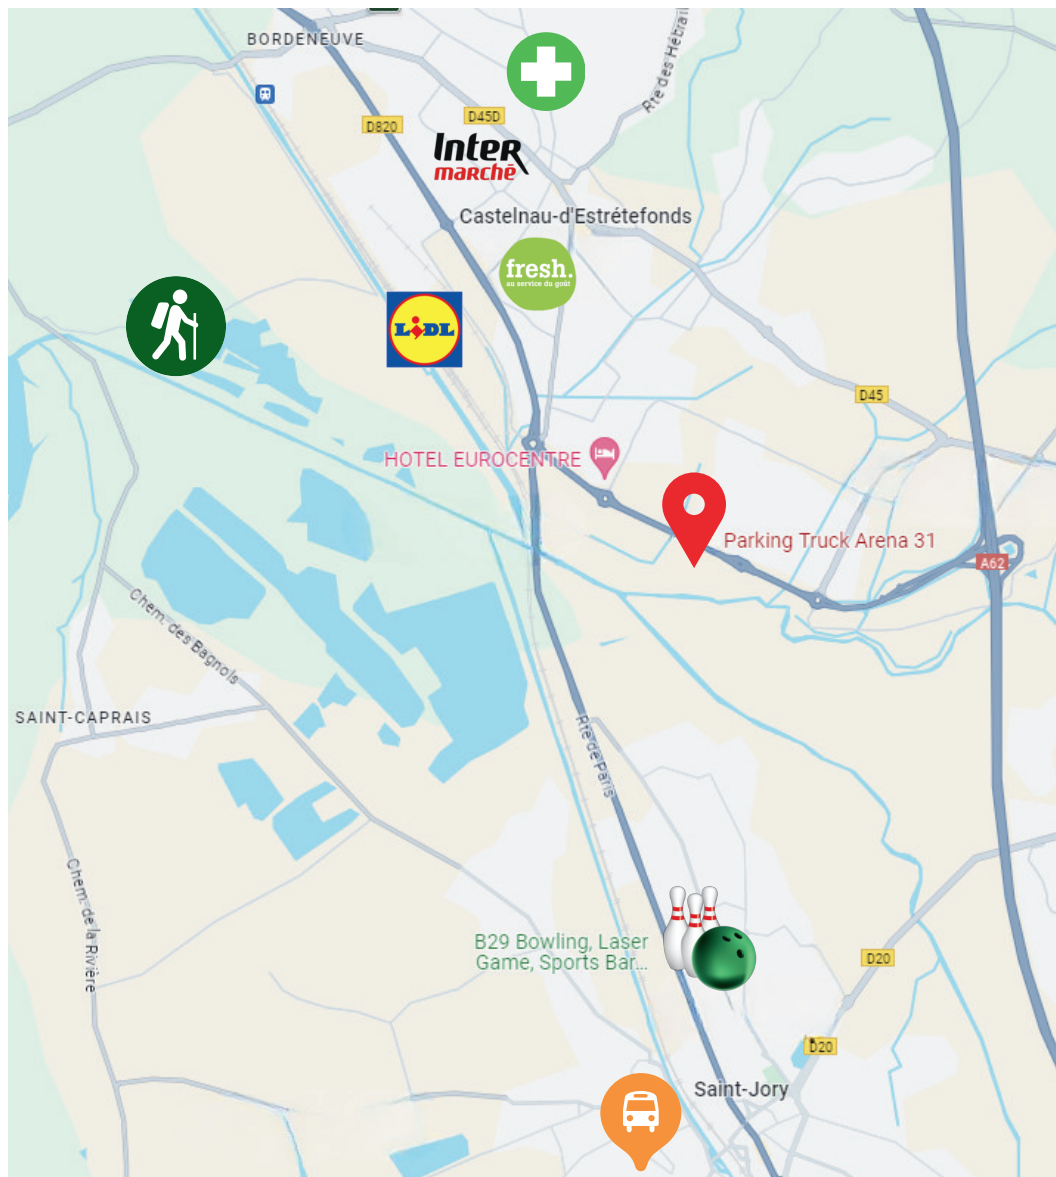 BORDENEUVE
Rte des Hébrai
D820
D45D
Inter
marché
Castelnau-d'Estrétefonds
fresh.
au service du goût
LiDL
D45
HOTEL EUROCENTRE
Parking Truck Arena 31
A62
Chem. des Bagnols
SAINT-CAPRAIS
Rte de Paris
Chem. de la Rivière
B29 Bowling, Laser
Game, Sports Bar...
D20
D20
Saint-Jory